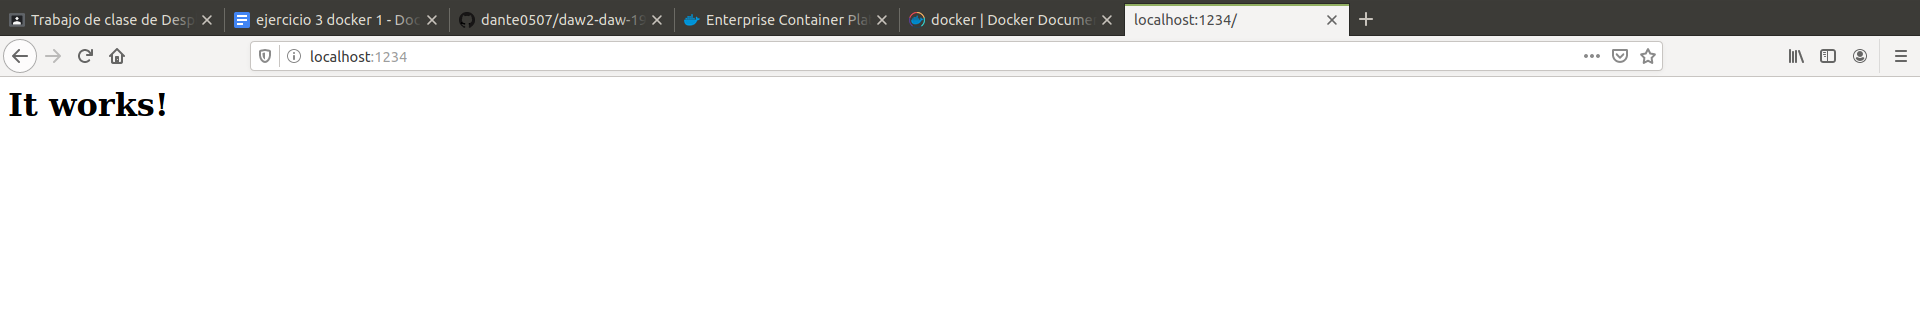 Trabajo de clase de Desp
ejercicio 3 docker 1 - Doc
dante0507/daw2-daw-19
Enterprise Container Pla
docker | Docker Docume
localhost:1234/
localhost:1234
It works!